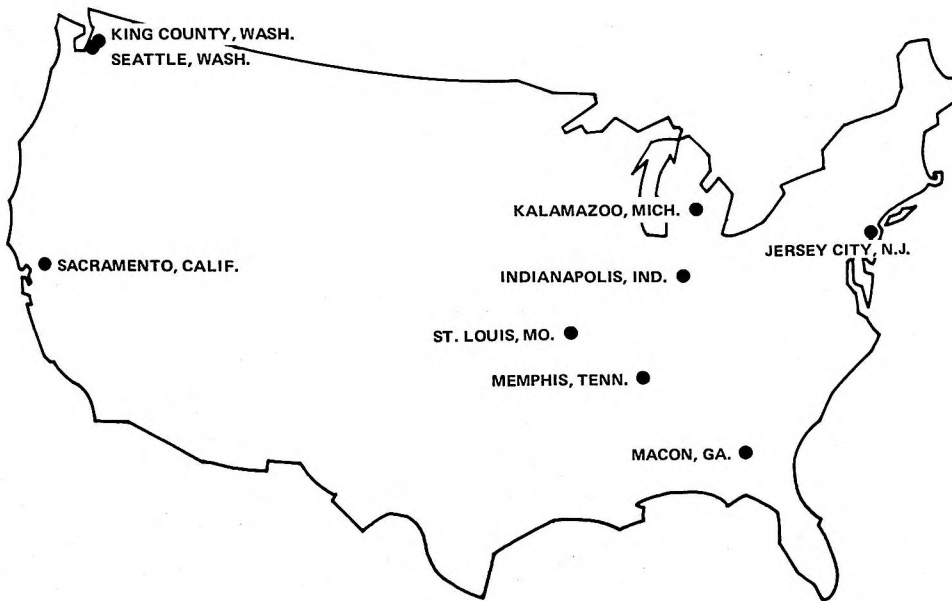 KING COUNTY, WASH.
SEATTLE, WASH.
KALAMAZOO, MICH.
JERSEY CITY, N.J.
SACRAMENTO, CALIF.
INDIANAPOLIS, IND.
ST. LOUIS, MO.
MEMPHIS, TENN.
MACON, GA.